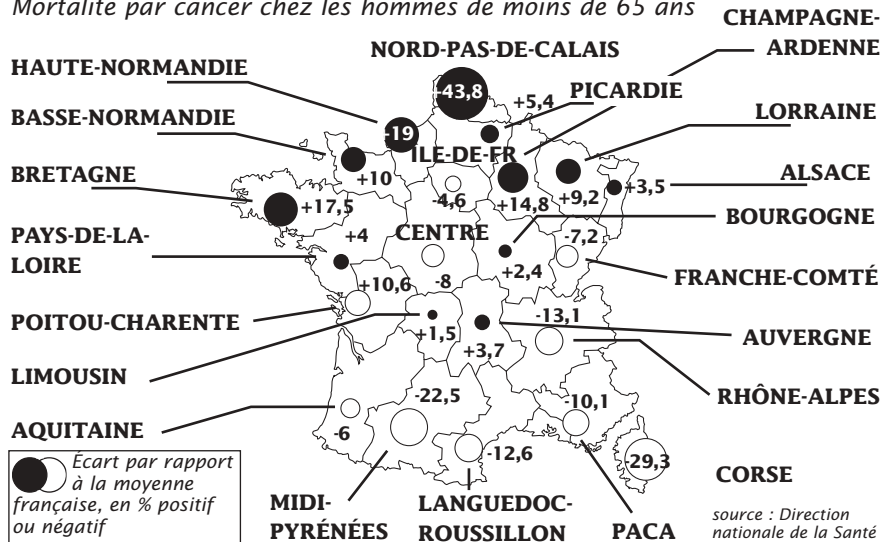 Mortalité par cancer chez les hommes de moins de 65 ans
CHAMPAGNE-
ARDENNE
NORD-PAS-DE-CALAIS
HAUTE-NORMANDIE
+43,8
+5,4
PICARDIE
BASSE-NORMANDIE
-19
LORRAINE
ÎLE-DE-FR
BRETAGNE
+10
-4,6
+14,8
+9,2
+3,5
ALSACE
+17,5
BOURGOGNE
PAYS-DE-LA-
LOIRE
+4
CENTRE
-7,2
+2,4
+10,6
-8
FRANCHE-COMTÉ
POITOU-CHARENTE
-13,1
+1,5
+3,7
AUVERGNE
LIMOUSIN
-22,5
-10,1
RHÔNE-ALPES
AQUITAINE
-6
-12,6
-29,3
CORSE
Écart par rapport
à la moyenne
française, en % positif
ou négatif
MIDI-
PYRÉNÉES
LANGUEDOC-
ROUSSILLON
PACA
source : Direction
nationale de la Santé